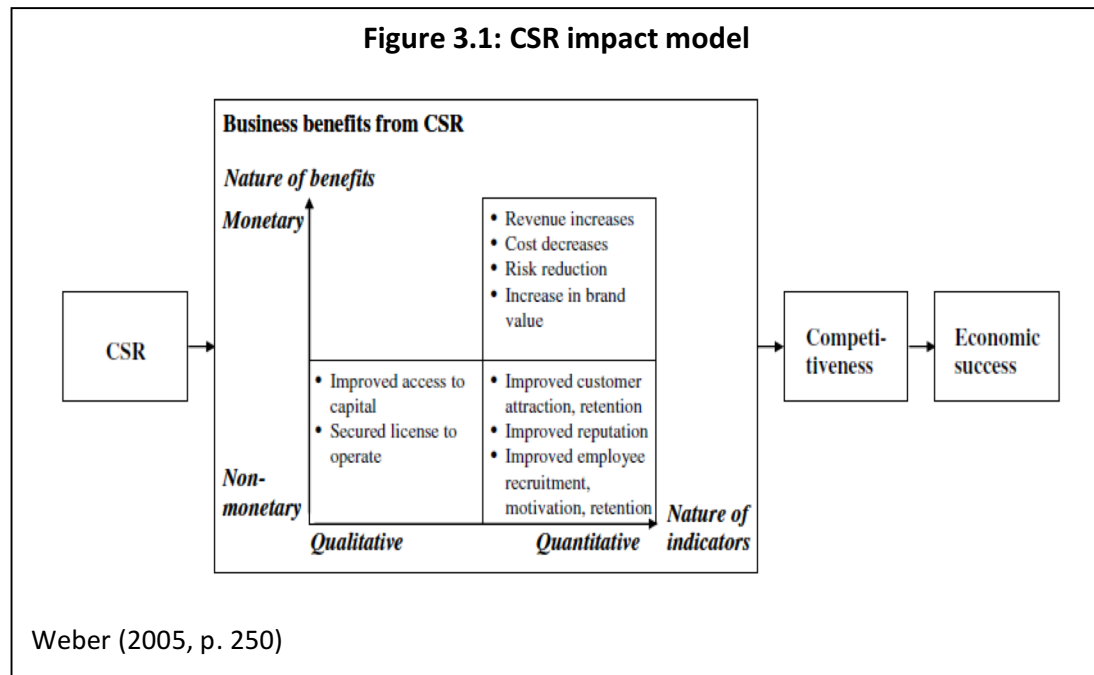 Figure 3.1: CSR impact model
Business benefits from CSR
Nature of benefits
Monetary
• Revenue increases
• Cost decreases
• Risk reduction
• Increase in brand
value
CSR
Competi-
tiveness
Economic
success
• Improved access to
capital
• Secured license to
operate
• Improved customer
attraction, retention
• Improved reputation
• Improved employee
recruitment,
motivation, retention
Non-
monetary
Qualitative
Quantitative
Nature of
indicators
Weber (2005, p. 250)